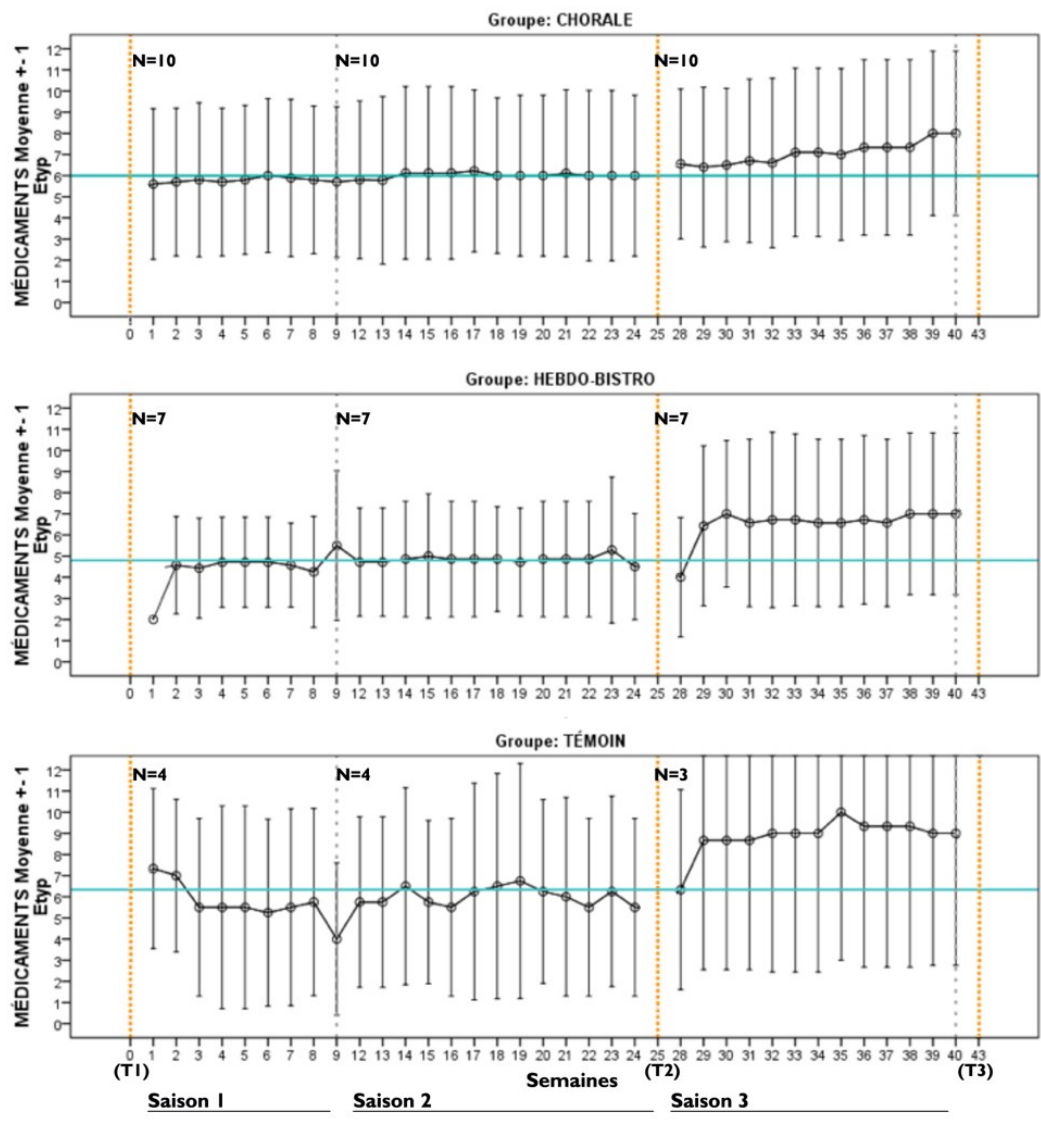 Groupe: CHORALE
MÉDICAMENTS Moyenne +- 1
Etyp
N=10 N=10 N=10
12
11
10
9
8
7
6
5
4
3
2
1
0
0 1 2 3 4 5 6 7 8 9 12 13 14 15 16 17 18 19 20 21 22 23 24 25 28 29 30 31 32 33 34 35 36 37 38 39 40 43
Groupe: HEBDO-BISTRO
MÉDICAMENTS Moyenne +- 1
Etyp
N=7 N=7 N=7
12
11
10
9
8
7
6
5
4
3
2
1
0
0 1 2 3 4 5 6 7 8 9 12 13 14 15 16 17 18 19 20 21 22 23 24 25 28 29 30 31 32 33 34 35 36 37 38 39 40 43
Groupe: TÉMOIN
MÉDICAMENTS Moyenne +- 1
Etyp
N=4 N=4 N=3
12
11
10
9
8
7
6
5
4
3
2
1
0
0 1 2 3 4 5 6 7 8 9 12 13 14 15 16 17 18 19 20 21 22 23 24 25 28 29 30 31 32 33 34 35 36 37 38 39 40 43
(T1) (T2) (T3)
Semaines
Saison 1 Saison 2 Saison 3